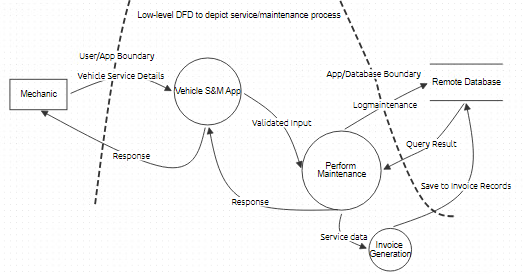 Low-level DFD to depict service/maintenance process
User/App Boundary
Vehicle Service Details
App/Database Boundary
Mechanic
Vehicle S&M App
Remote Database
Logmaintenance
Validated Input
Query Result
Response
Perform
Maintenance
Save to Invoice Records
Response
Service data
Invoice
Generation